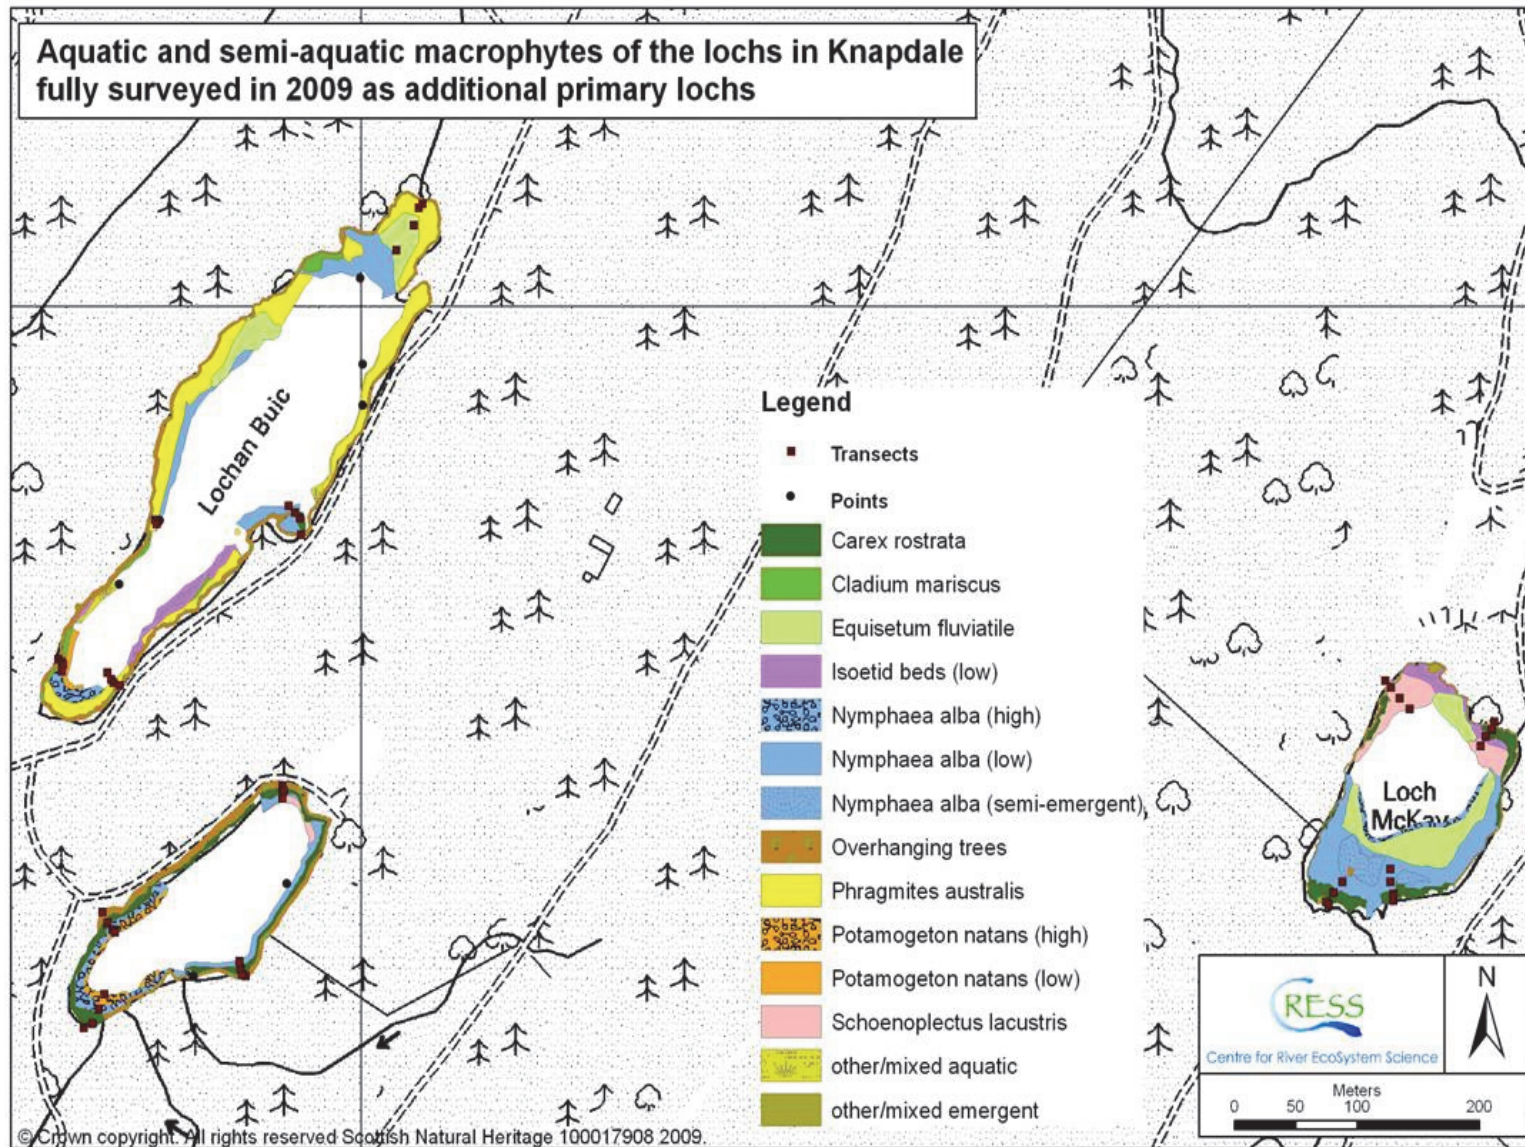 Aquatic and semi-aquatic macrophytes of the lochs in Knapdale
fully surveyed in 2009 as additional primary lochs
Lochan Buic
Legend
Transects
Points
Carex rostrata
Cladium mariscus
Equisetum fluviatile
Isoetid beds (low)
Nymphaea alba (high)
Nymphaea alba (low)
Nymphaea alba (semi-emergent)
Overhanging trees
Phragmites australis
Potamogeton natans (high)
Potamogeton natans (low)
Schoenoplectus lacustris
other/mixed aquatic
other/mixed emergent
Loch
McKay
CRESS
Centre for River EcoSystem Science
N
Meters
0 50 100 200
© Crown copyright. All rights reserved Scottish Natural Heritage 100017908 2009.